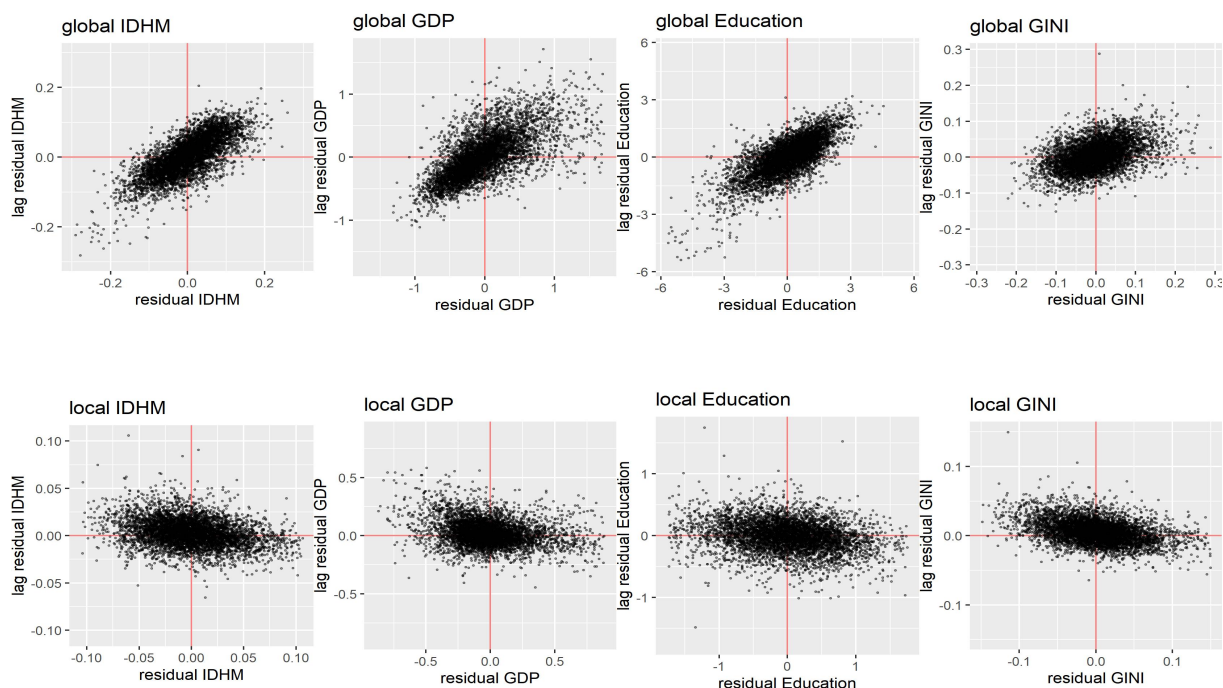 global IDHM
lag residual IDHM
0.2
0.0
-0.2
-0.2
0.0
0.2
residual IDHM
global GDP
lag residual GDP
1
0
-1
-1
0
1
residual GDP
global Education
lag residual Education
6
3
0
-3
-6
-6
-3
0
3
6
residual Education
global GINI
lag residual GINI
0.3
0.2
0.1
0.0
-0.1
-0.2
-0.3
-0.3
-0.2
-0.1
0.0
0.1
0.2
0.3
residual GINI
local IDHM
lag residual IDHM
0.10
0.05
0.00
-0.05
-0.10
-0.10
-0.05
0.00
0.05
0.10
residual IDHM
local GDP
lag residual GDP
0.5
0.0
-0.5
-0.5
0.0
0.5
residual GDP
local Education
lag residual Education
1
0
-1
-1
0
1
residual Education
local GINI
lag residual GINI
0.1
0.0
-0.1
-0.1
0.0
0.1
residual GINI